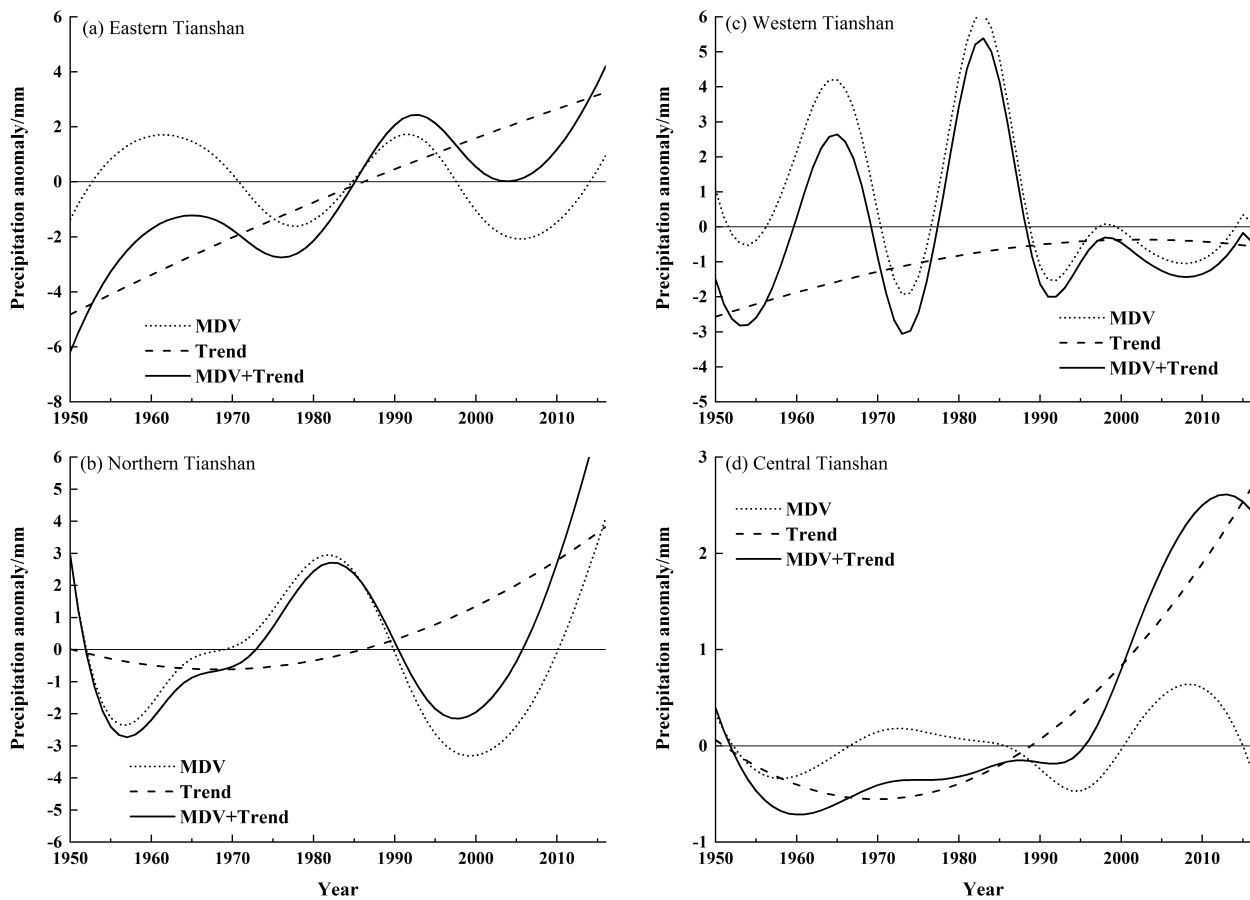 (a) Eastern Tianshan
Precipitation anomaly/mm
6
4
2
0
-2
-4
-6
-8
MDV
Trend
MDV+Trend
1950 1960 1970 1980 1990 2000 2010
(c) Western Tianshan
Precipitation anomaly/mm
6
5
4
3
2
1
0
-1
-2
-3
-4
-5
MDV
Trend
MDV+Trend
1950 1960 1970 1980 1990 2000 2010
(b) Northern Tianshan
Precipitation anomaly/mm
6
5
4
3
2
1
0
-1
-2
-3
-4
-5
-6
MDV
Trend
MDV+Trend
1950 1960 1970 1980 1990 2000 2010
Year
(d) Central Tianshan
Precipitation anomaly/mm
3
2
1
0
-1
MDV
Trend
MDV+Trend
1950 1960 1970 1980 1990 2000 2010
Year